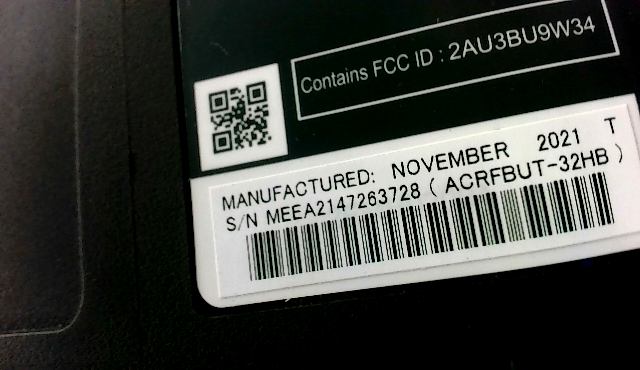 Contains FCC ID : 2AU3BU9W34
MANUFACTURED: NOVEMBER 2021 T
S/N MEEA2147263728 ( ACRFBUT-32HB )